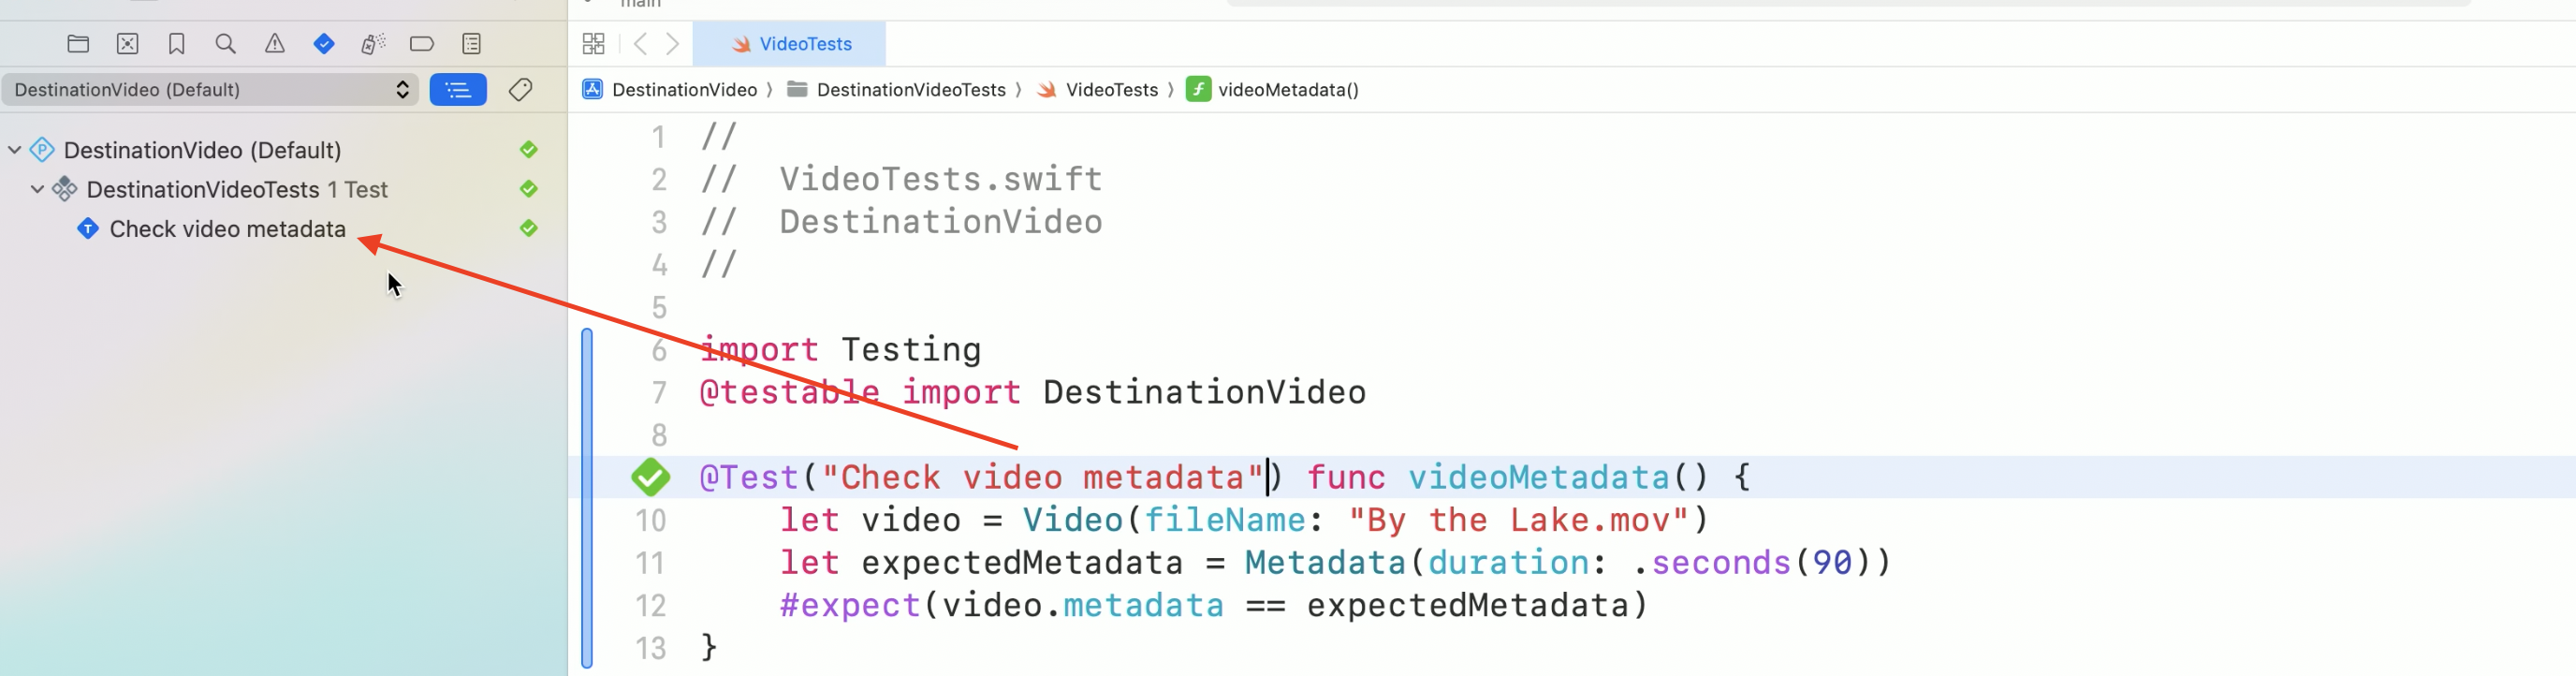 main
VideoTests
DestinationVideo (Default)
DestinationVideo 〉 DestinationVideoTests 〉 VideoTests 〉 videoMetadata()
DestinationVideo (Default)
DestinationVideoTests 1 Test
Check video metadata
1 //
2 //  VideoTests.swift
3 //  DestinationVideo
4 //
5
6 import Testing
7 @testable import DestinationVideo
8
@Test("Check video metadata") func videoMetadata() {
10     let video = Video(fileName: "By the Lake.mov")
11     let expectedMetadata = Metadata(duration: .seconds(90))
12     #expect(video.metadata == expectedMetadata)
13 }